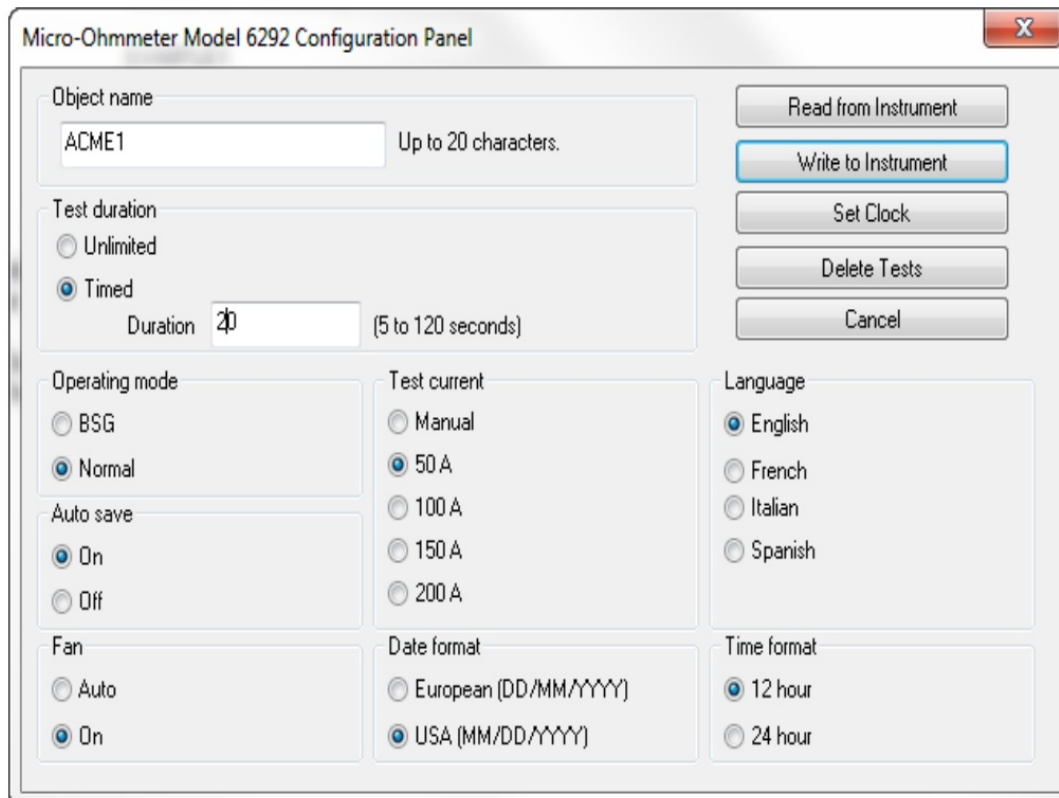 Micro-Ohmmeter Model 6292 Configuration Panel
X
Object name
ACME1
Up to 20 characters.
Read from Instrument
Write to Instrument
Set Clock
Delete Tests
Cancel
Test duration
Unlimited
Timed
Duration 20 (5 to 120 seconds)
Operating mode
BSG
Normal
Test current
Manual
50 A
100 A
150 A
200 A
Language
English
French
Italian
Spanish
Auto save
On
Off
Fan
Auto
On
Date format
European (DD/MM/YYYY)
USA (MM/DD/YYYY)
Time format
12 hour
24 hour